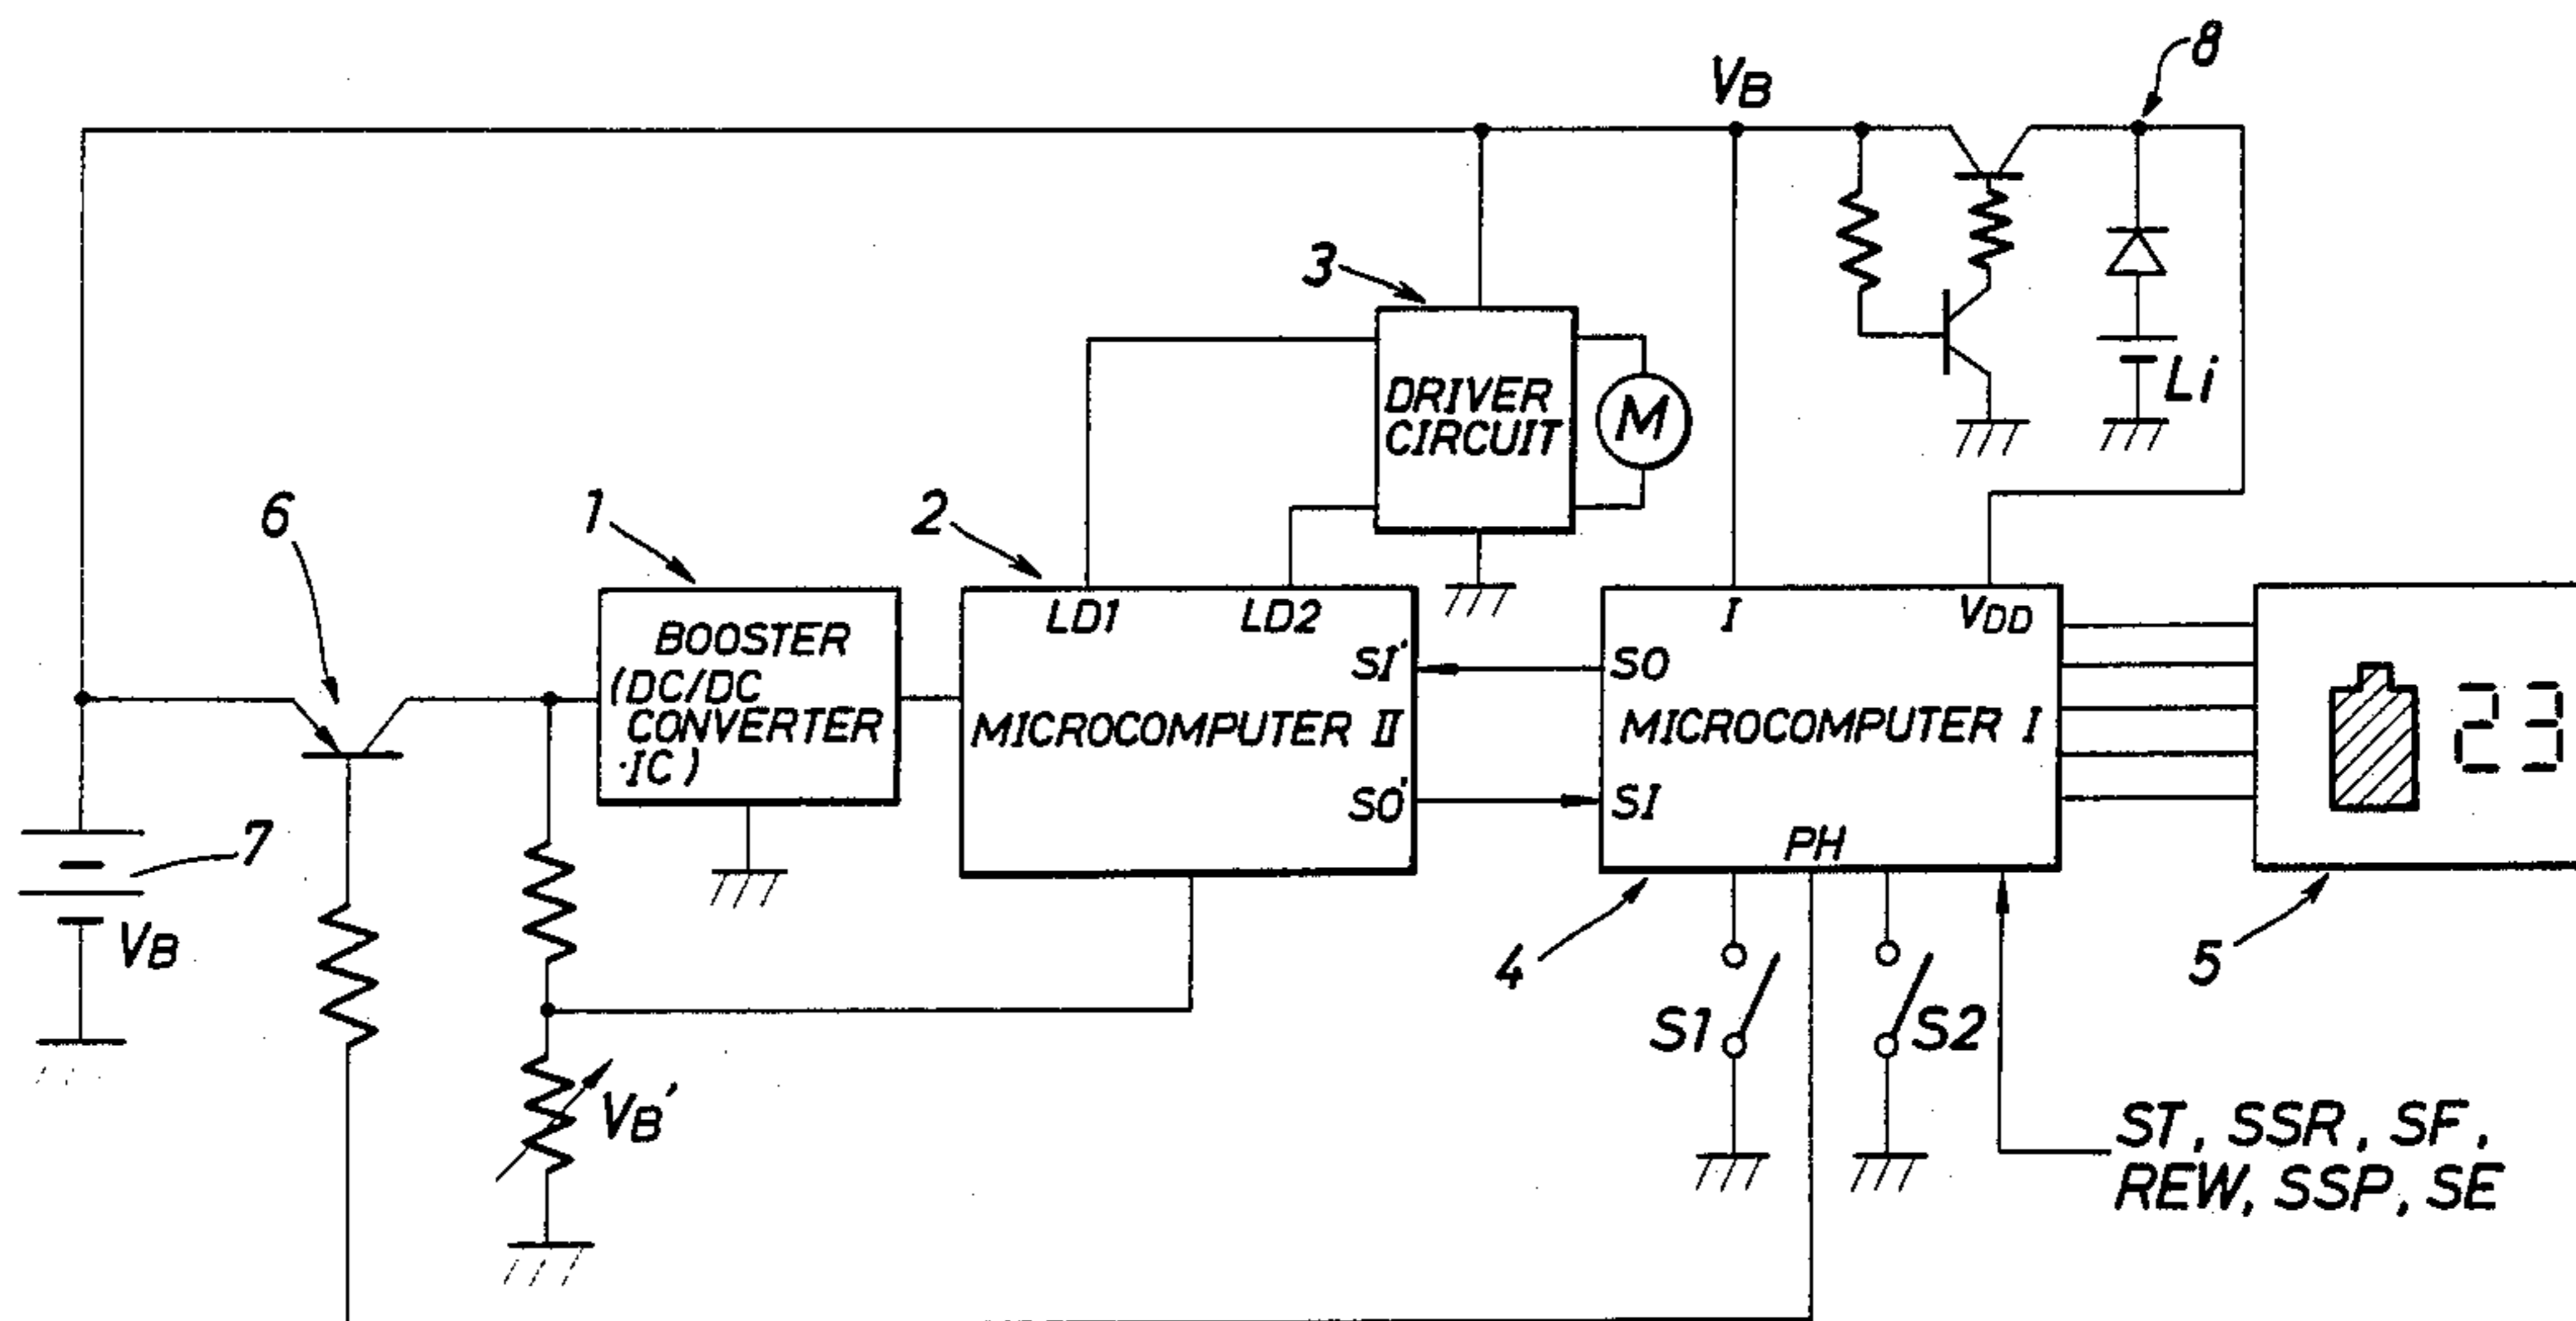 8
VB
3
DRIVER
CIRCUIT
M
Li
6
1
2
LD1
LD2
I
VDD
BOOSTER
(DC/DC
CONVERTER
·IC)
SI'
SO
MICROCOMPUTER II
MICROCOMPUTER I
23
SO'
SI
PH
7
VB
4
5
S1
S2
VB'
ST, SSR, SF,
REW, SSP, SE